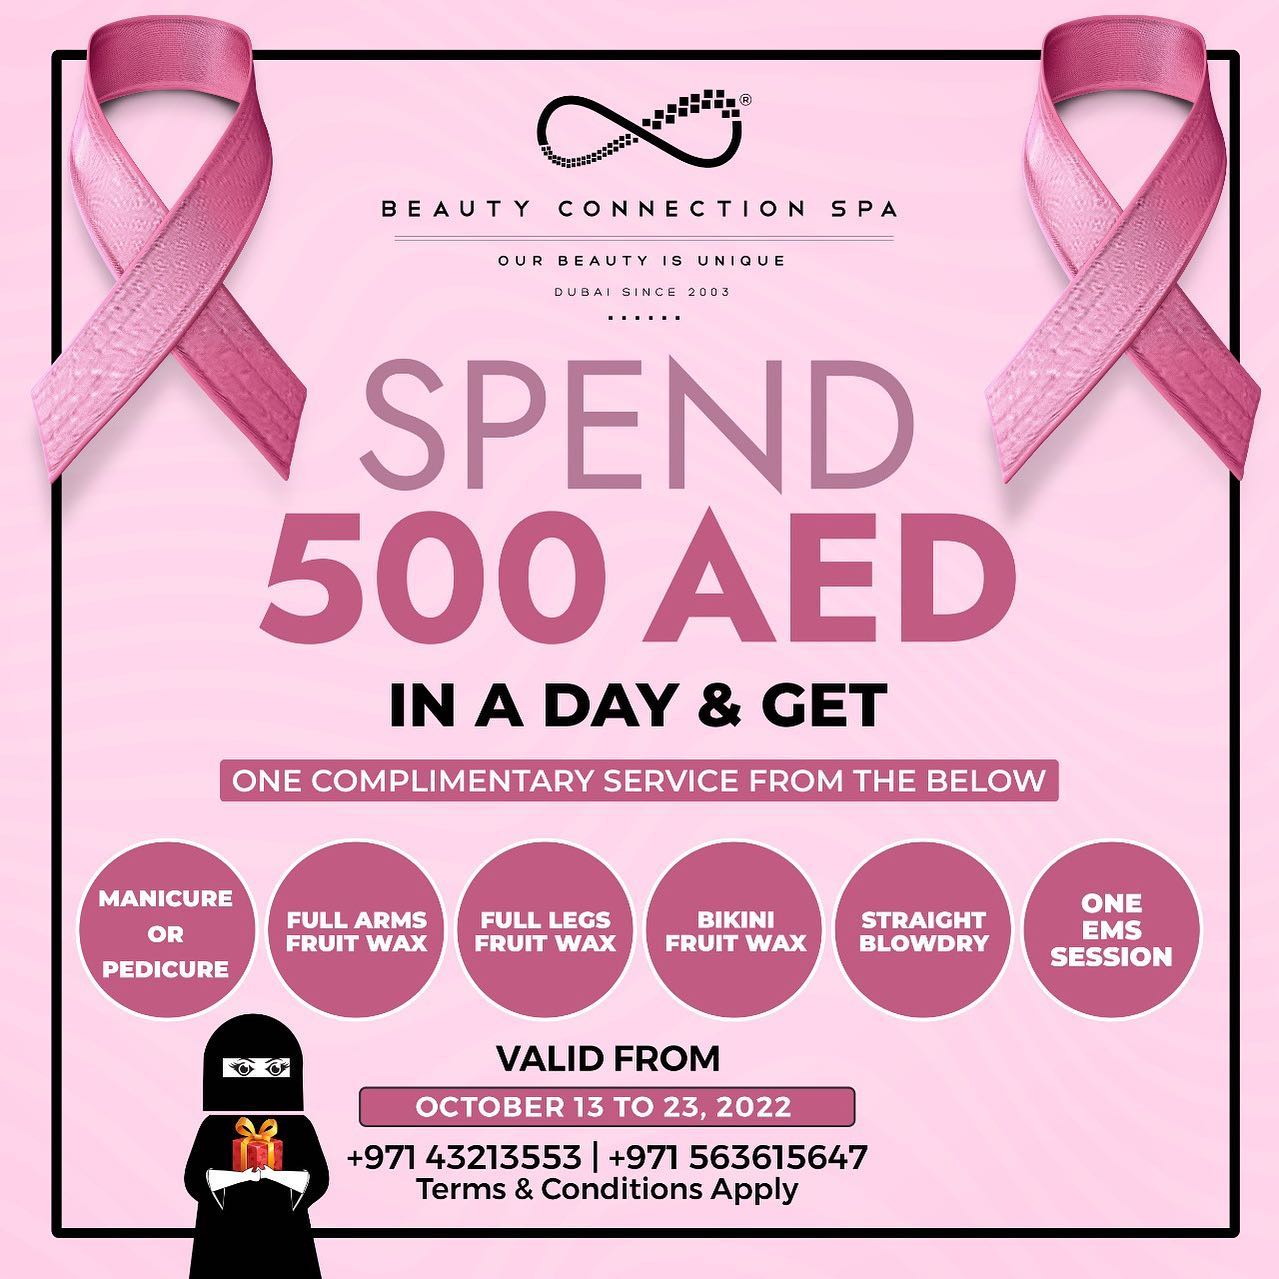 ®
BEAUTY CONNECTION SPA
OUR BEAUTY IS UNIQUE
DUBAI SINCE 2003
SPEND
500 AED
IN A DAY & GET
ONE COMPLIMENTARY SERVICE FROM THE BELOW
MANICURE
OR
PEDICURE
FULL ARMS
FRUIT WAX
FULL LEGS
FRUIT WAX
BIKINI
FRUIT WAX
STRAIGHT
BLOWDRY
ONE
EMS
SESSION
VALID FROM
OCTOBER 13 TO 23, 2022
+971 43213553 | +971 563615647
Terms & Conditions Apply